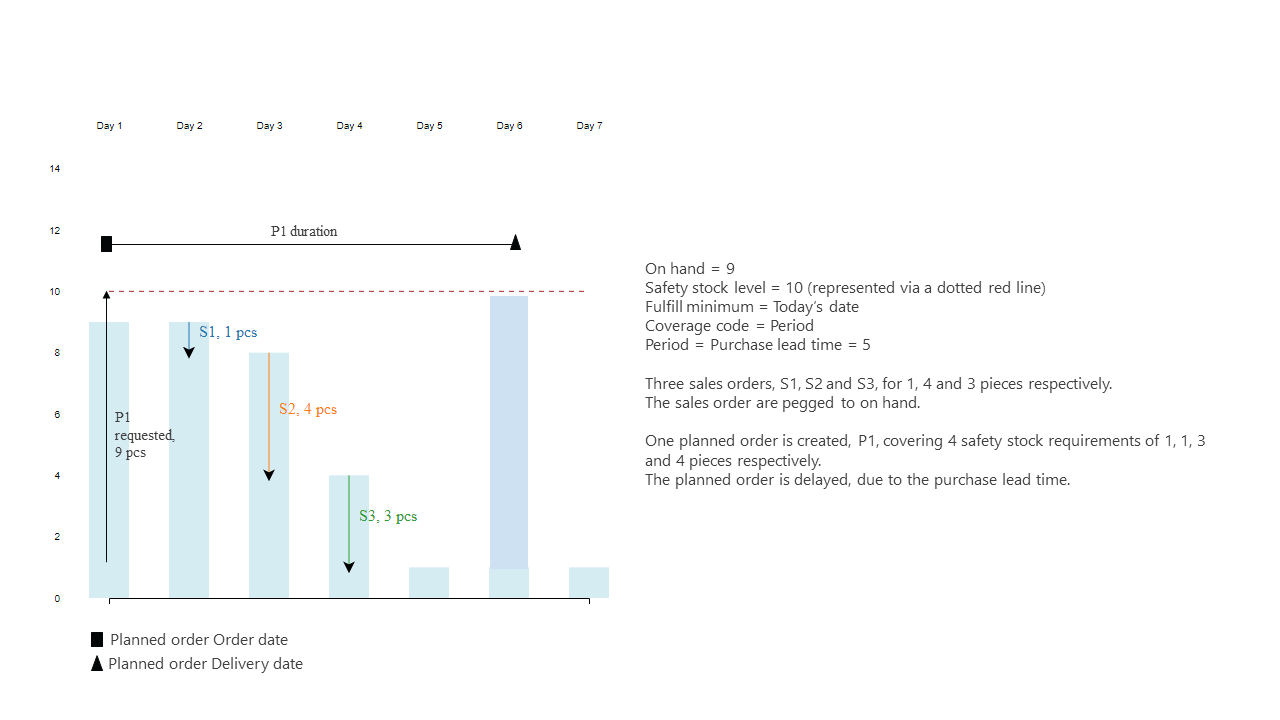 Day 1 Day 2 Day 3 Day 4 Day 5 Day 6 Day 7
14
12
P1 duration
10
8
S1, 1 pcs
6
S2, 4 pcs
P1
requested,
9 pcs
4
S3, 3 pcs
2
0
Planned order Order date
Planned order Delivery date
On hand = 9
Safety stock level = 10 (represented via a dotted red line)
Fulfill minimum = Today's date
Coverage code = Period
Period = Purchase lead time = 5
Three sales orders, S1, S2 and S3, for 1, 4 and 3 pieces respectively.
The sales order are pegged to on hand.
One planned order is created, P1, covering 4 safety stock requirements of 1, 1, 3
and 4 pieces respectively.
The planned order is delayed, due to the purchase lead time.